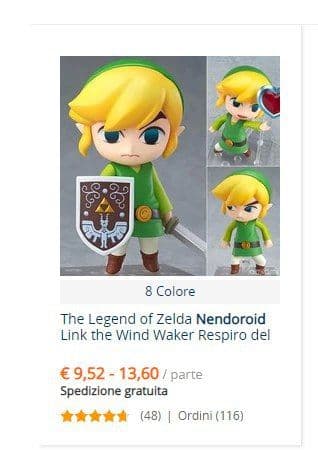 8 Colore
The Legend of Zelda Nendoroid
Link the Wind Waker Respiro del
€ 9,52 - 13,60 / parte
Spedizione gratuita
(48) | Ordini (116)